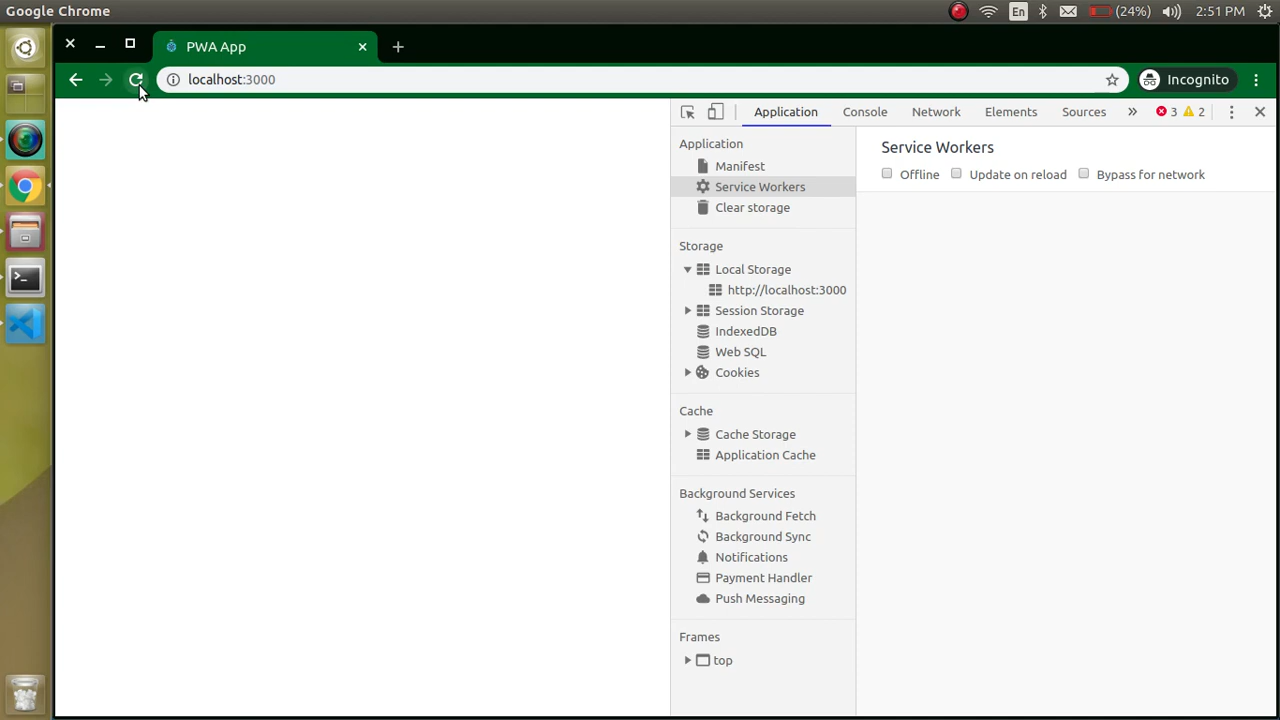 Google Chrome
En
(24%)
2:51 PM
PWA App
localhost:3000
Incognito
Application
Console
Network
Elements
Sources
3
2
Application
Manifest
Service Workers
Clear storage
Storage
Local Storage
http://localhost:3000
Session Storage
IndexedDB
Web SQL
Cookies
Cache
Cache Storage
Application Cache
Background Services
Background Fetch
Background Sync
Notifications
Payment Handler
Push Messaging
Frames
top
Service Workers
Offline
Update on reload
Bypass for network